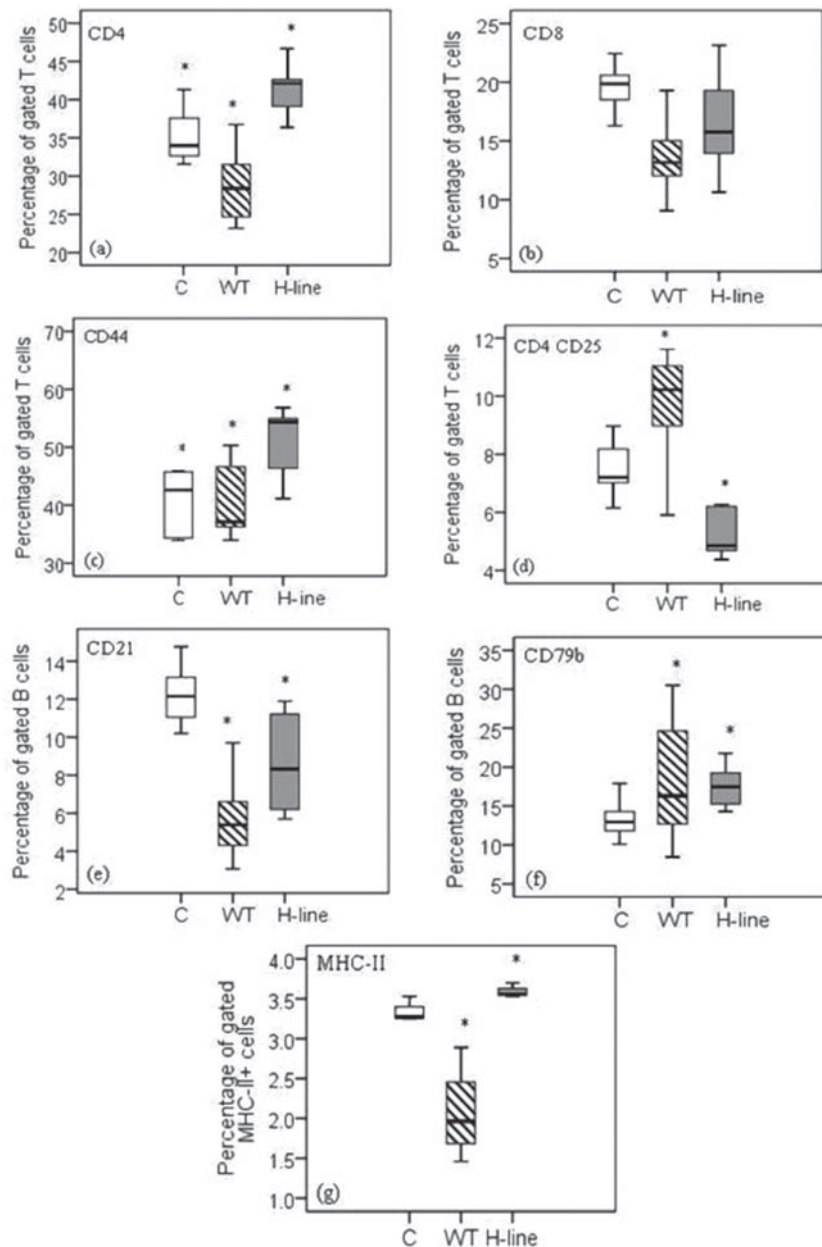 CD4
Percentage of gated T cells
50
45
40
35
30
25
20
* * *
(a)
C WT H-line
CD8
Percentage of gated T cells
25
20
15
10
5
(b)
C WT H-line
CD44
Percentage of gated T cells
70
60
50
40
30
* * *
(c)
C WT H-ine
CD4 CD25
Percentage of gated T cells
12
10
8
6
4
* *
(d)
C WT H-line
CD21
Percentage of gated B cells
14
12
10
8
6
4
2
* *
(e)
C WT H-line
CD79b
Percentage of gated B cells
35
30
25
20
15
10
5
* *
(f)
C WT H-line
MHC-II
Percentage of gated
MHC-II+ cells
4.0
3.5
3.0
2.5
2.0
1.5
1.0
* *
(g)
C WT H-line